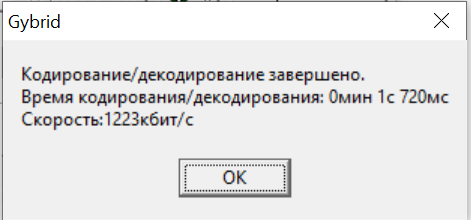 Gybrid
Кодирование/декодирование завершено.
Время кодирования/декодирования: 0мин 1с 720мс
Скорость:1223кбит/с
OK